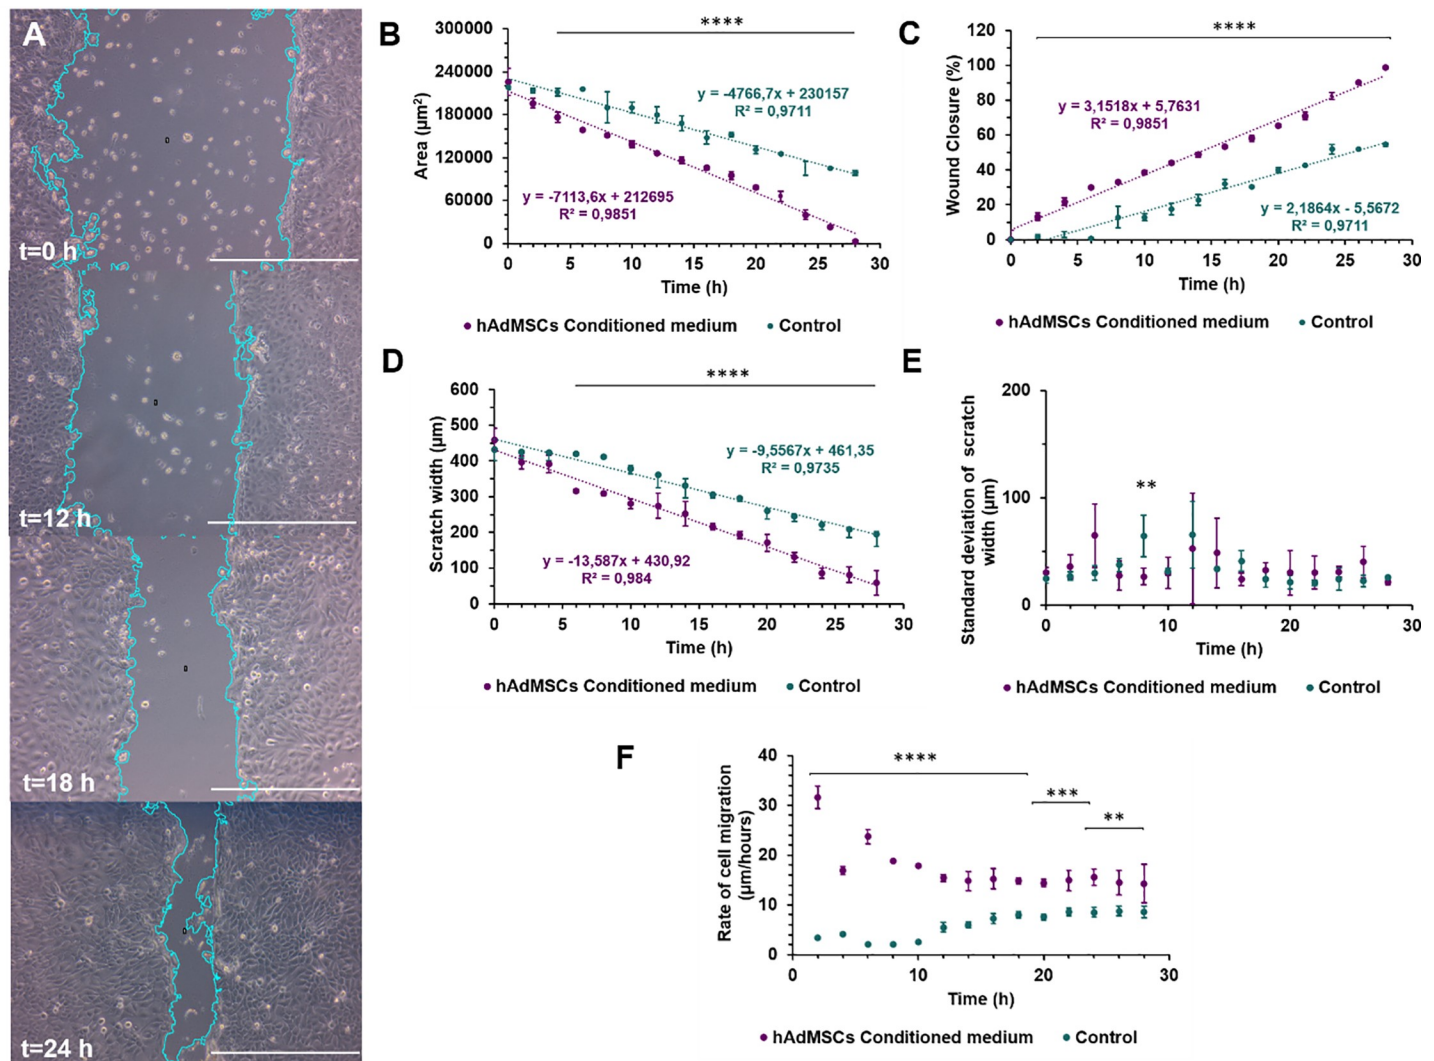 A
t=0 h
t=12 h
t=18 h
t=24 h
B
****
Area (µm²)
300000
240000
180000
120000
60000
0
y = -4766,7x + 230157
R² = 0,9711
y = -7113,6x + 212695
R² = 0,9851
0 5 10 15 20 25 30
Time (h)
hAdMSCs Conditioned medium Control
C
****
Wound Closure (%)
120
100
80
60
40
20
0
y = 3,1518x + 5,7631
R² = 0,9851
y = 2,1864x - 5,5672
R² = 0,9711
0 5 10 15 20 25 30
Time (h)
hAdMSCs Conditioned medium Control
D
****
Scratch width (µm)
600
500
400
300
200
100
0
y = -9,5567x + 461,35
R² = 0,9735
y = -13,587x + 430,92
R² = 0,984
0 5 10 15 20 25 30
Time (h)
hAdMSCs Conditioned medium Control
E
Standard deviation of scratch
width (µm)
200
100
0
**
0 10 20 30
Time (h)
hAdMSCs Conditioned medium Control
F
Rate of cell migration
(µm/hours)
40
30
20
10
0
****
***
**
0 10 20 30
Time (h)
hAdMSCs Conditioned medium Control